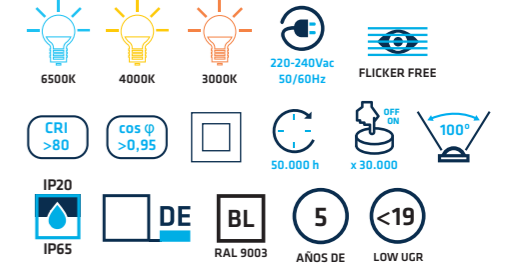 6500K
4000K
3000K
220-240Vac
50/60Hz
FLICKER FREE
CRI
>80
cos φ
>0,95
50.000 h
OFF
ON
x 30.000
100°
IP20
IP65
DE
BL
RAL 9003
5
AÑOS DE
<19
LOW UGR